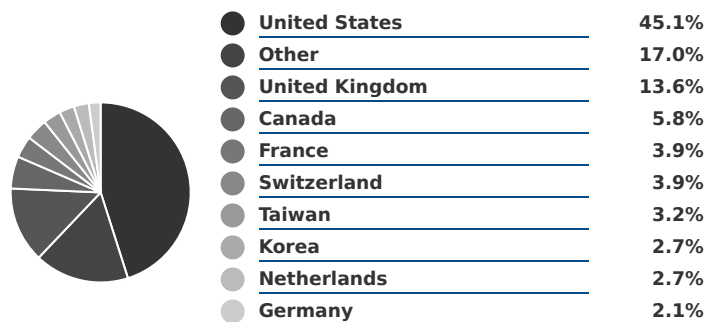 United States 45.1%
Other 17.0%
United Kingdom 13.6%
Canada 5.8%
France 3.9%
Switzerland 3.9%
Taiwan 3.2%
Korea 2.7%
Netherlands 2.7%
Germany 2.1%